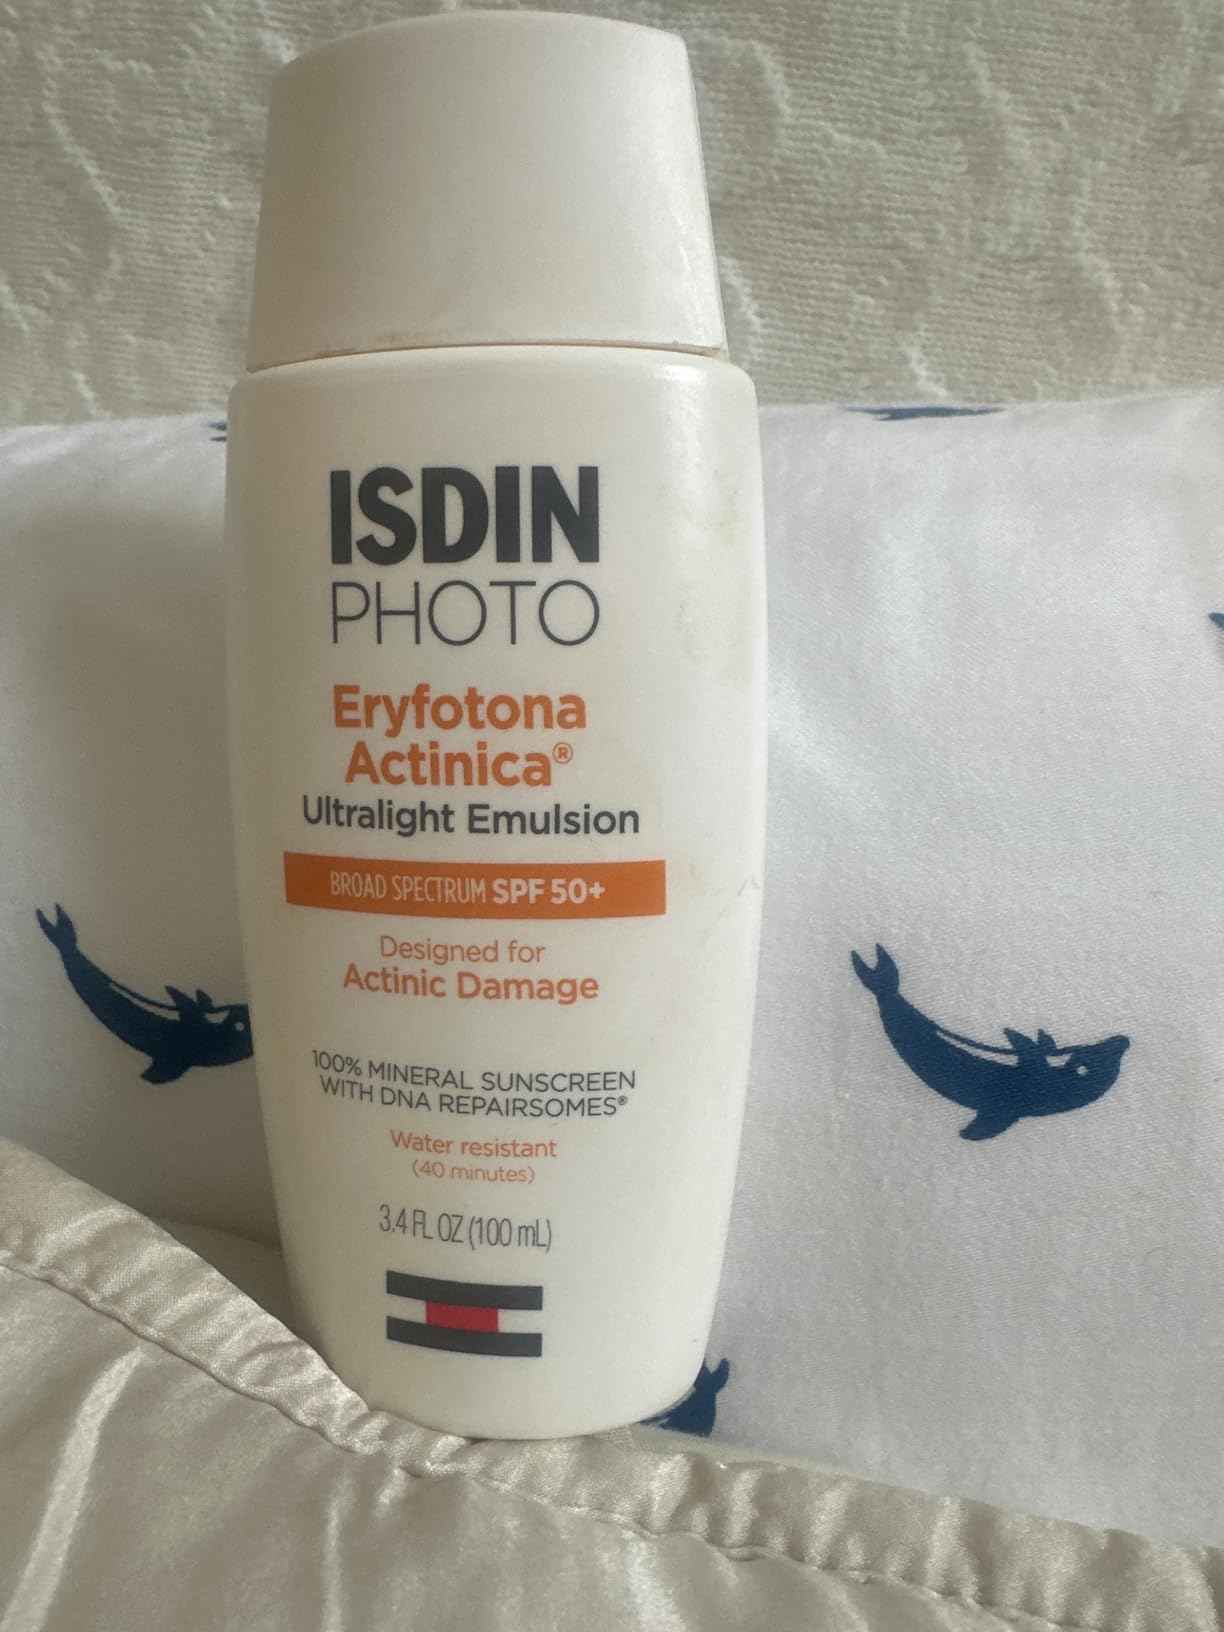 ISDIN
PHOTO
Eryfotona
Actinica®
Ultralight Emulsion
BROAD SPECTRUM SPF 50+
Designed for
Actinic Damage
100% MINERAL SUNSCREEN
WITH DNA REPAIRSOMES®
Water resistant
(40 minutes)
3.4 FL OZ (100 mL)